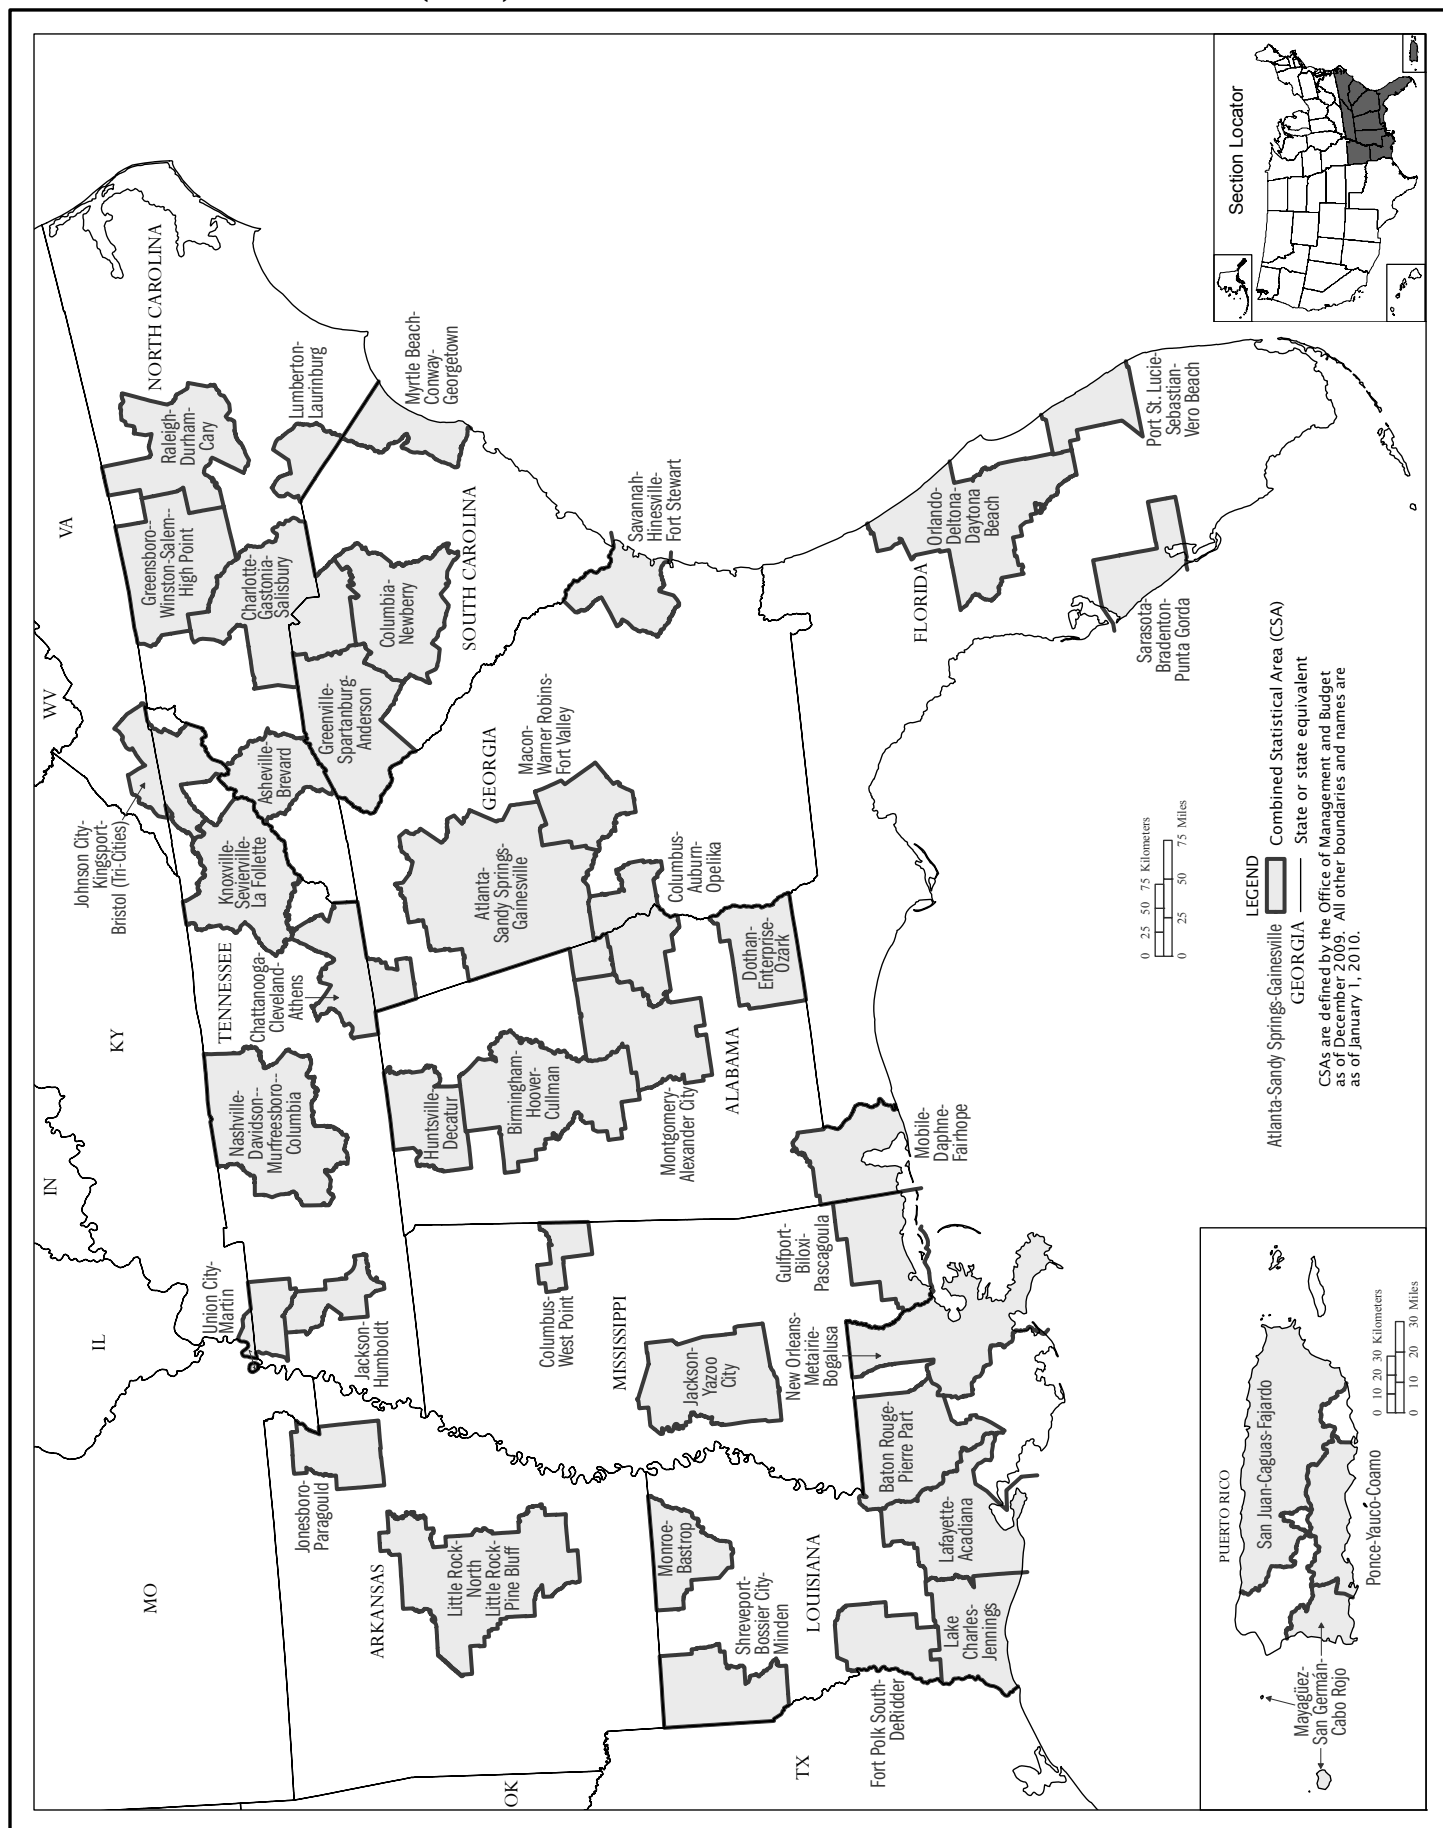 VA
WV
KY
IN
IL
MO
OK
TX
NORTH CAROLINA
Raleigh-
Durham-
Cary
Greensboro--
Winston-Salem--
High Point
Charlotte-
Gastonia-
Salisbury
Lumberton-
Laurinburg
Myrtle Beach-
Conway-
Georgetown
Asheville-
Brevard
SOUTH CAROLINA
Columbia-
Newberry
Greenville-
Spartanburg-
Anderson
Savannah-
Hinesville-
Fort Stewart
GEORGIA
Macon-
Warner Robins-
Fort Valley
Atlanta-
Sandy Springs-
Gainesville
Columbus-
Auburn-
Opelika
FLORIDA
Orlando-
Deltona-
Daytona
Beach
Port St. Lucie-
Sebastian-
Vero Beach
Sarasota-
Bradenton-
Punta Gorda
TENNESSEE
Johnson City-
Kingsport-
Bristol (Tri-Cities)
Knoxville-
Sevierville-
La Follette
Chattanooga-
Cleveland-
Athens
Nashville-
Davidson--
Murfreesboro--
Columbia
Union City-
Martin
Jackson-
Humboldt
ALABAMA
Huntsville-
Decatur
Birmingham-
Hoover-
Cullman
Montgomery-
Alexander City
Dothan-
Enterprise-
Ozark
Mobile-
Daphne-
Fairhope
MISSISSIPPI
Columbus-
West Point
Jackson-
Yazoo
City
Gulfport-
Biloxi-
Pascagoula
ARKANSAS
Jonesboro-
Paragould
Little Rock-
North
Little Rock-
Pine Bluff
LOUISIANA
Monroe-
Bastrop
Shreveport-
Bossier City-
Minden
New Orleans-
Metairie-
Bogalusa
Baton Rouge-
Pierre Part
Lafayette-
Acadiana
Lake
Charles-
Jennings
Fort Polk South-
DeRidder
0 25 50 75 Kilometers
0 25 50 75 Miles
LEGEND
Atlanta-Sandy Springs-Gainesville Combined Statistical Area (CSA)
GEORGIA State or state equivalent
CSAs are defined by the Office of Management and Budget
as of December 2009. All other boundaries and names are
as of January 1, 2010.
Section Locator
PUERTO RICO
San Juan-Caguas-Fajardo
Ponce-Yaucó-Coamo
Mayagüez-
San Germán-
Cabo Rojo
0 10 20 30 Kilometers
0 10 20 30 Miles